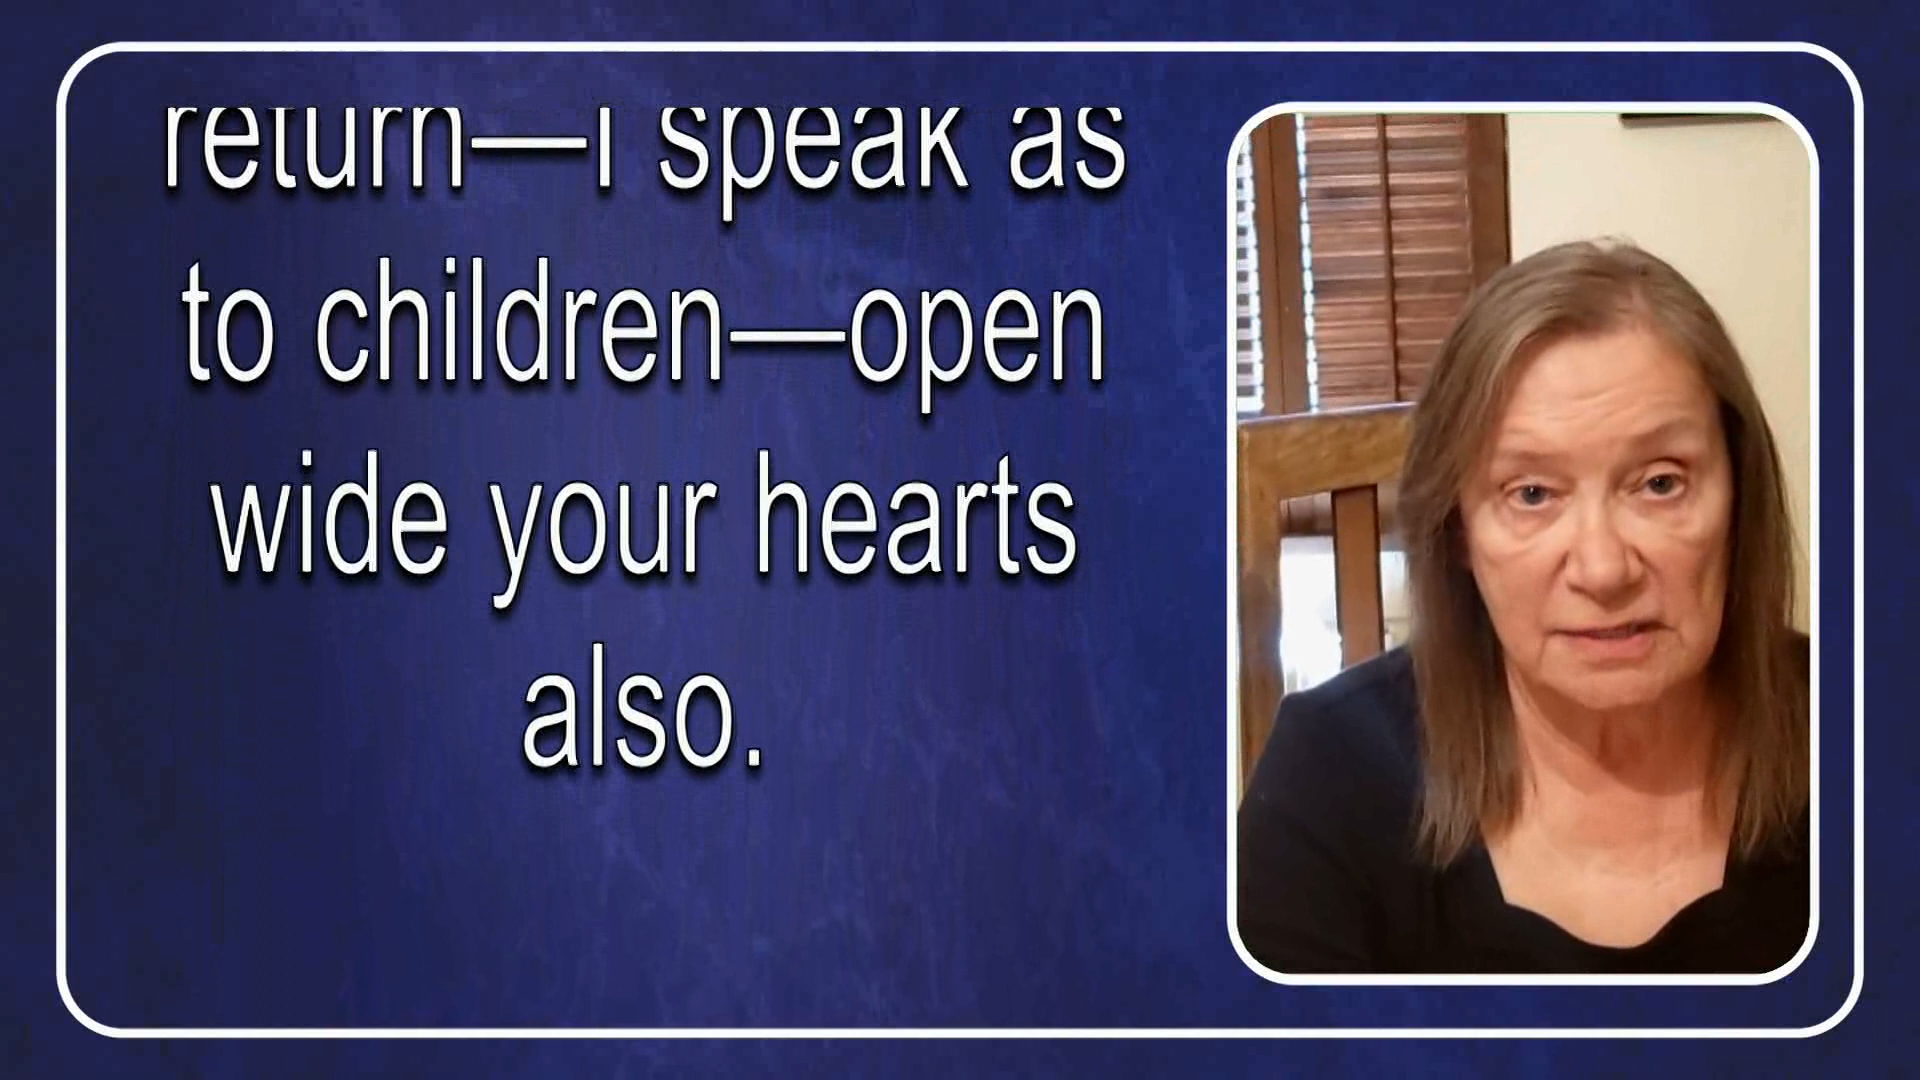 return—I speak as
to children—open
wide your hearts
also.